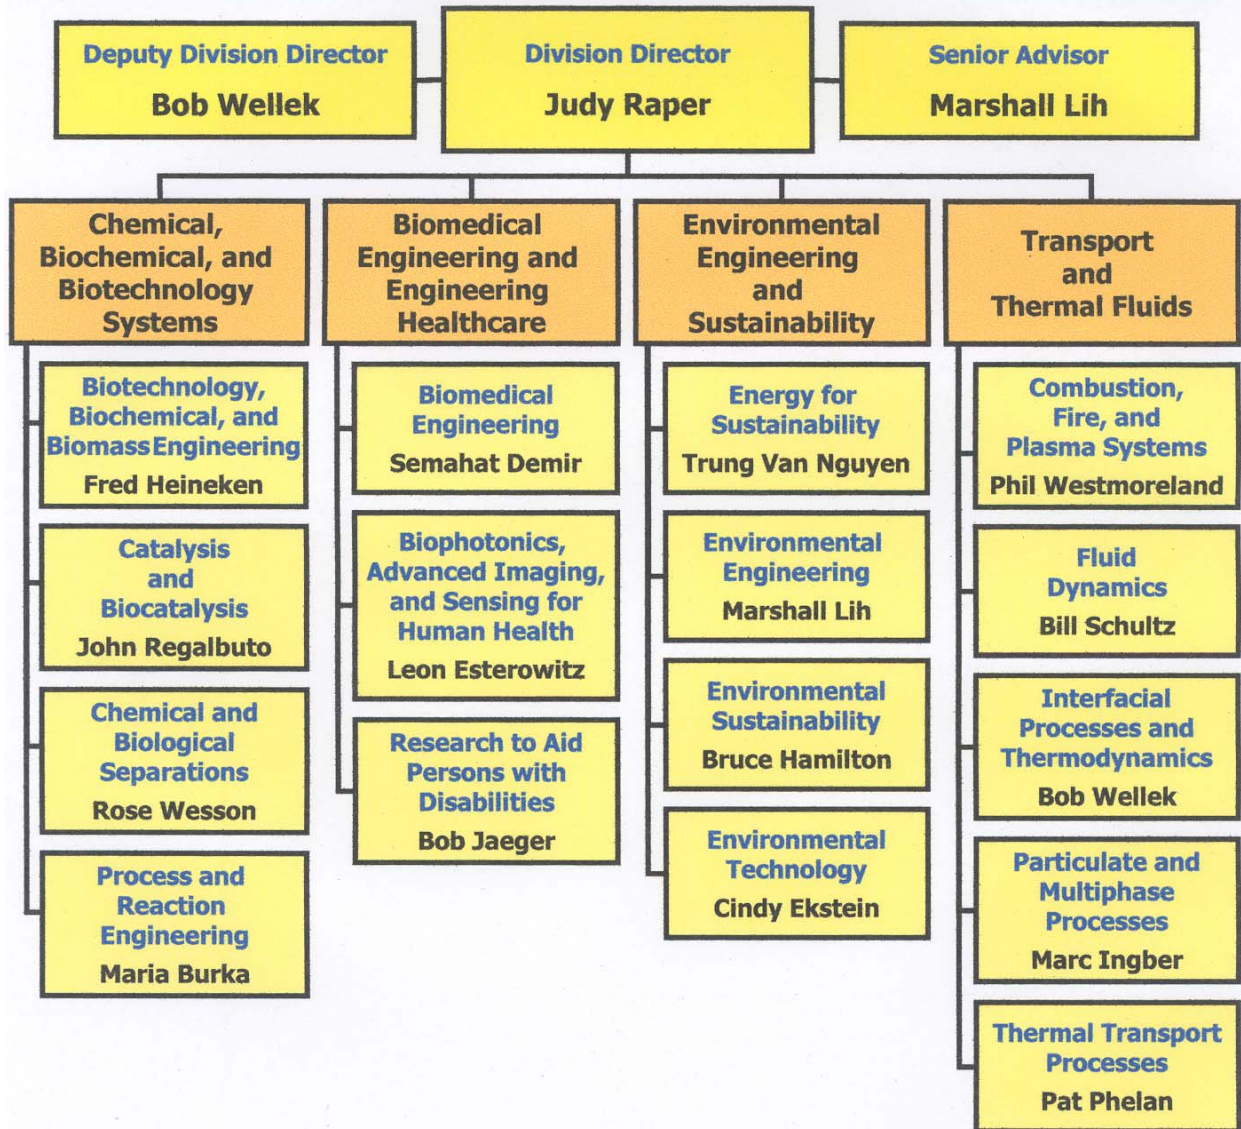 Deputy Division Director
Bob Wellek
Division Director
Judy Raper
Senior Advisor
Marshall Lih
Chemical,
Biochemical, and
Biotechnology
Systems
Biotechnology,
Biochemical, and
Biomass Engineering
Fred Heineken
Catalysis
and
Biocatalysis
John Regalbuto
Chemical and
Biological
Separations
Rose Wesson
Process and
Reaction
Engineering
Maria Burka
Biomedical
Engineering and
Engineering
Healthcare
Biomedical
Engineering
Semahat Demir
Biophotonics,
Advanced Imaging,
and Sensing for
Human Health
Leon Esterowitz
Research to Aid
Persons with
Disabilities
Bob Jaeger
Environmental
Engineering
and
Sustainability
Energy for
Sustainability
Trung Van Nguyen
Environmental
Engineering
Marshall Lih
Environmental
Sustainability
Bruce Hamilton
Environmental
Technology
Cindy Ekstein
Transport
and
Thermal Fluids
Combustion,
Fire, and
Plasma Systems
Phil Westmoreland
Fluid
Dynamics
Bill Schultz
Interfacial
Processes and
Thermodynamics
Bob Wellek
Particulate and
Multiphase
Processes
Marc Ingber
Thermal Transport
Processes
Pat Phelan